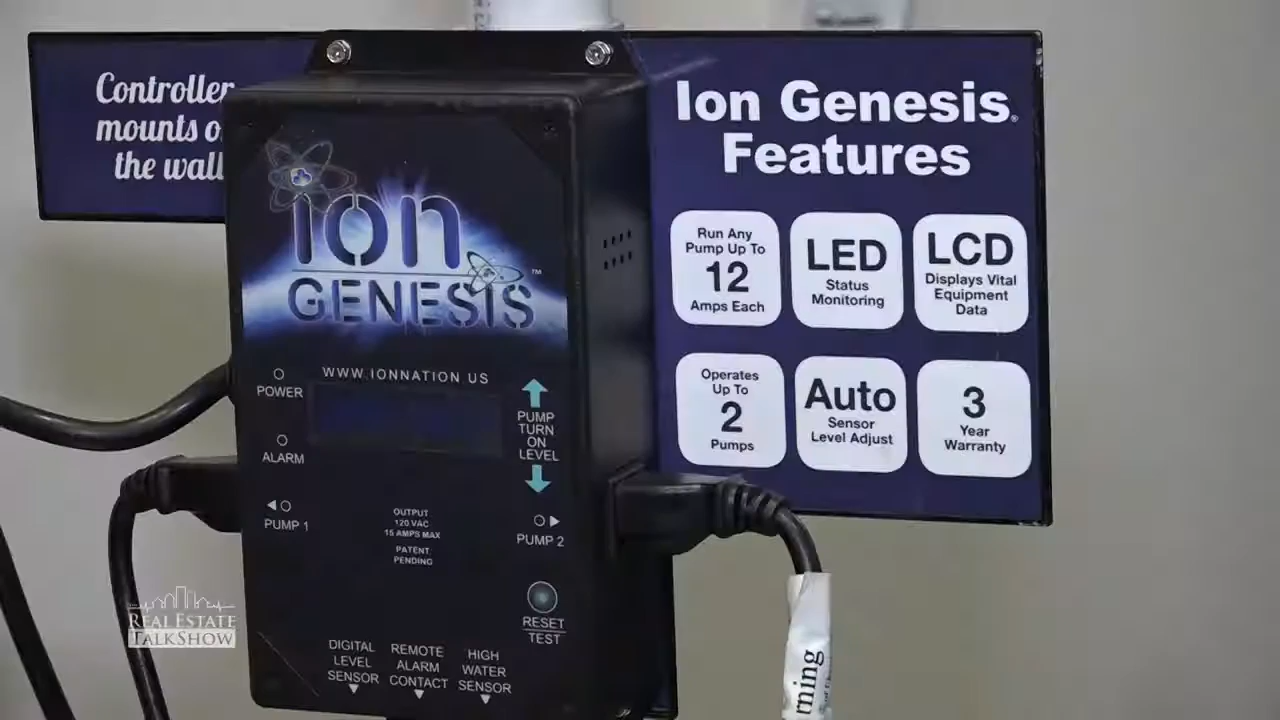 Controller
mounts o
the wall
ion
GENESIS™
WWW.IONNATION US
POWER
ALARM
PUMP 1
PUMP
TURN
ON
LEVEL
OUTPUT
120 VAC
15 AMPS MAX
PATENT
PENDING
PUMP 2
RESET
TEST
DIGITAL
LEVEL
SENSOR
REMOTE
ALARM
CONTACT
HIGH
WATER
SENSOR
Ion Genesis®
Features
Run Any
Pump Up To
12
Amps Each
LED
Status
Monitoring
LCD
Displays Vital
Equipment
Data
Operates
Up To
2
Pumps
Auto
Sensor
Level Adjust
3
Year
Warranty
ming
REAL ESTATE
TALKSHOW